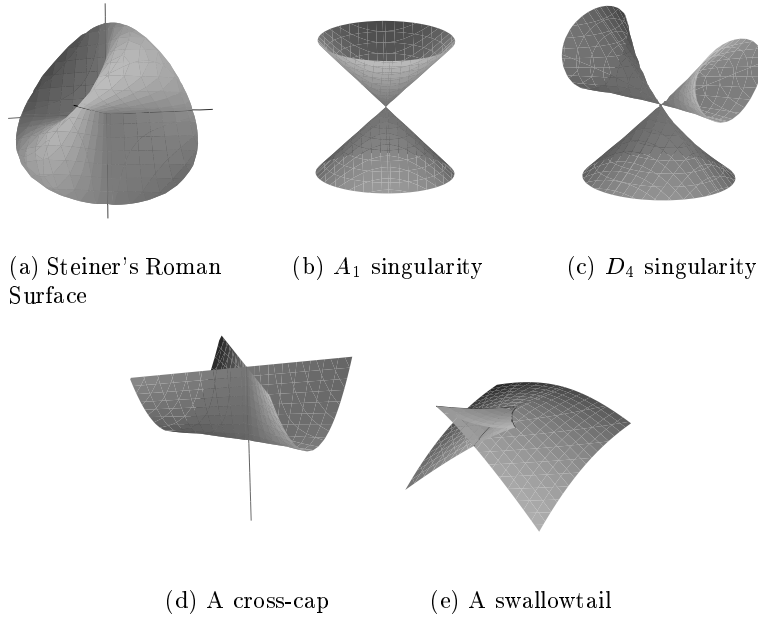 (a) Steiner's Roman
Surface
(b) A₁ singularity
(c) D₄ singularity
(d) A cross-cap
(e) A swallowtail